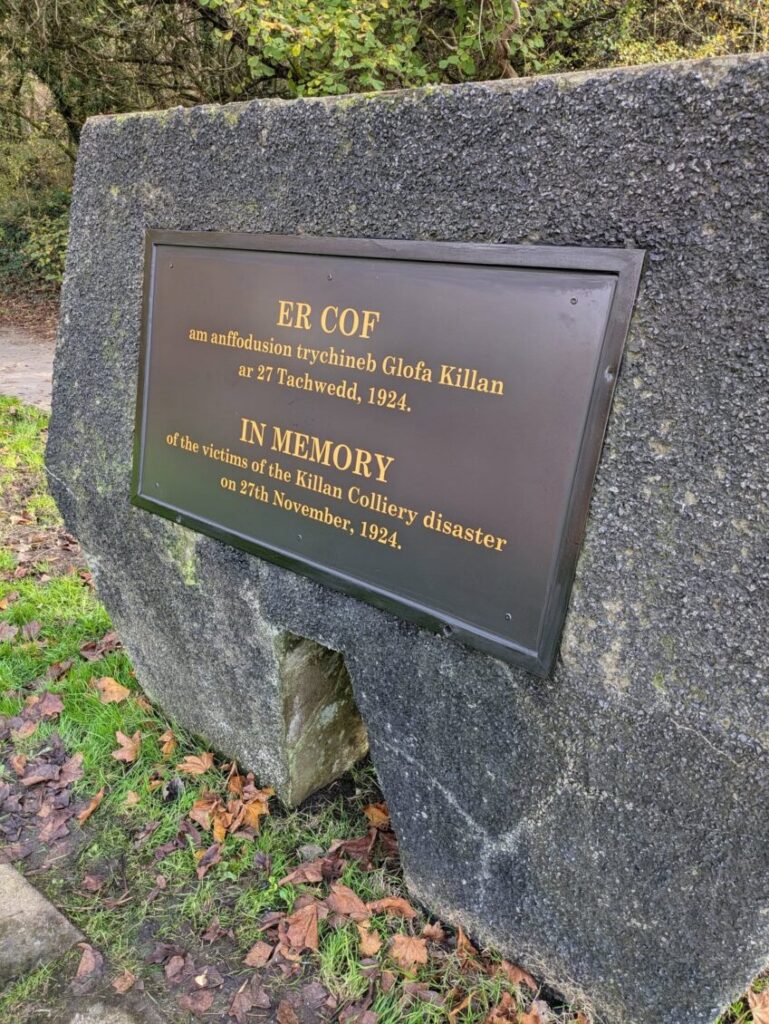 ER COF
am anffodusion trychineb Glofa Killan
ar 27 Tachwedd, 1924.
IN MEMORY
of the victims of the Killan Colliery disaster
on 27th November, 1924.